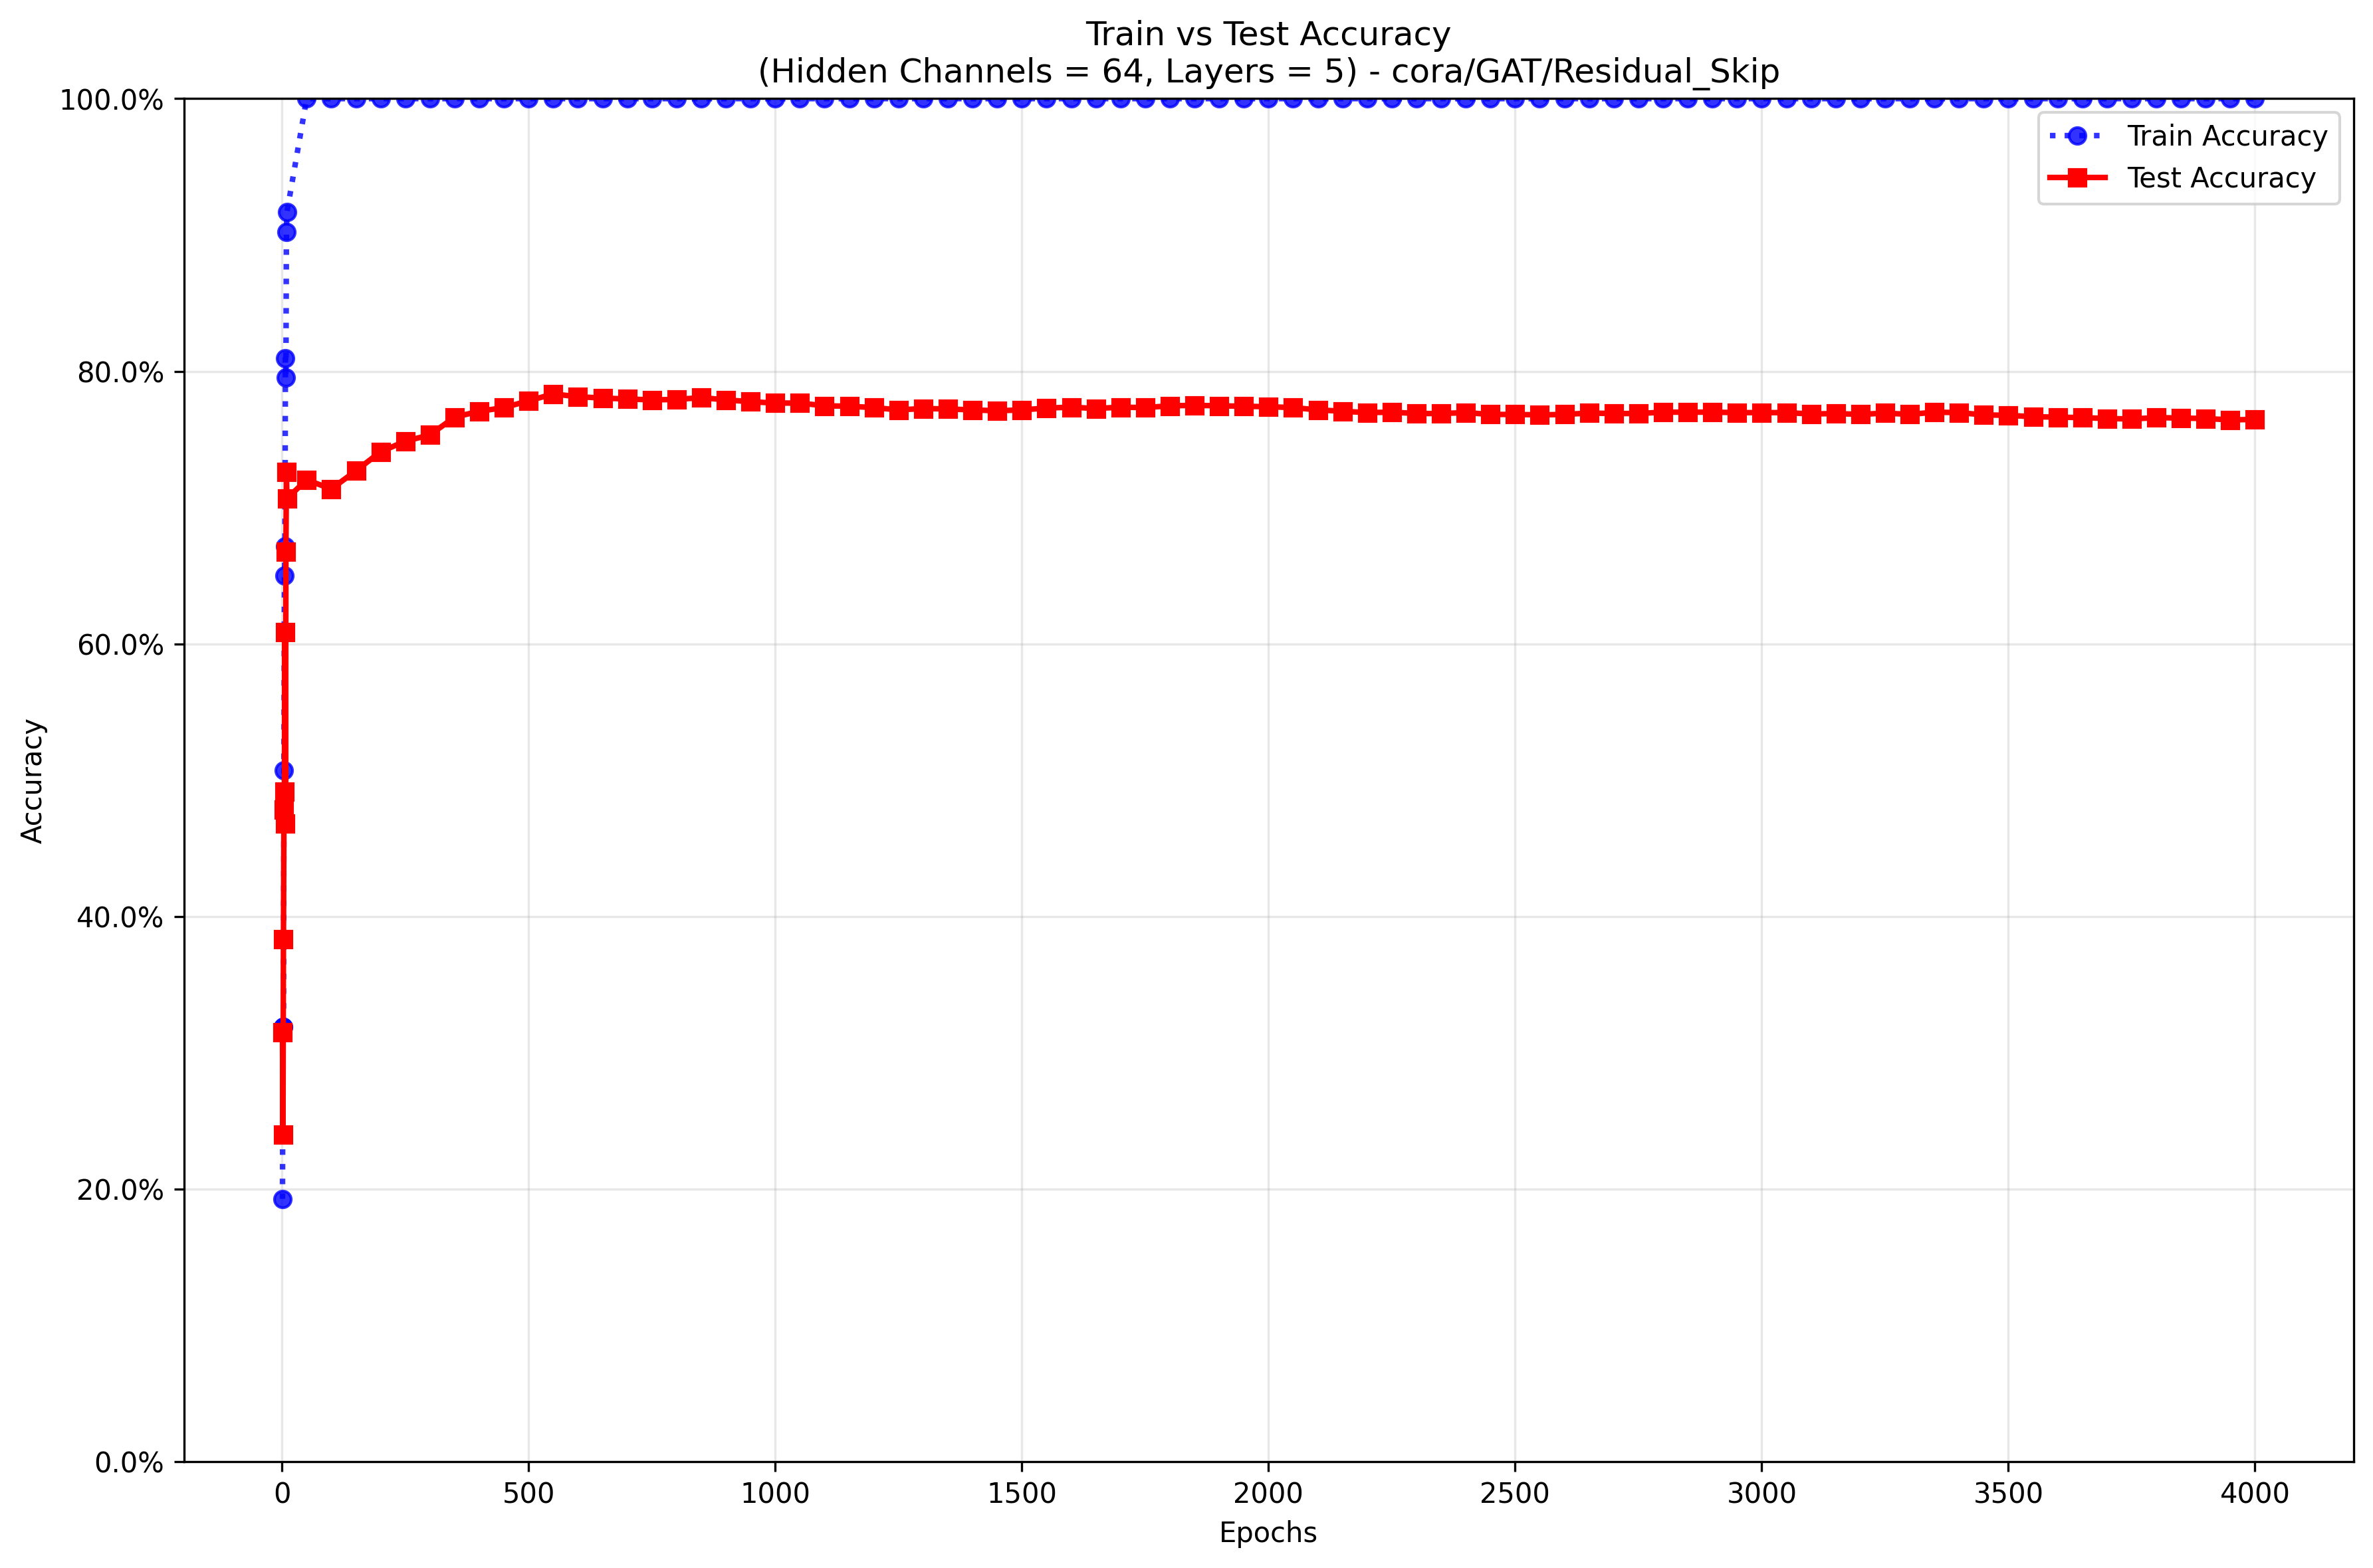 Train vs Test Accuracy
(Hidden Channels = 64, Layers = 5) - cora/GAT/Residual_Skip
100.0%
80.0%
60.0%
40.0%
20.0%
0.0%
Accuracy
Train Accuracy
Test Accuracy
0 500 1000 1500 2000 2500 3000 3500 4000
Epochs